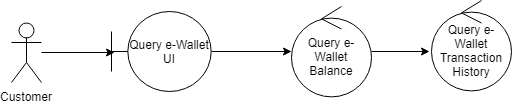 Customer
Query e-Wallet
UI
Query e-
Wallet
Balance
Query e-
Wallet
Transaction
History